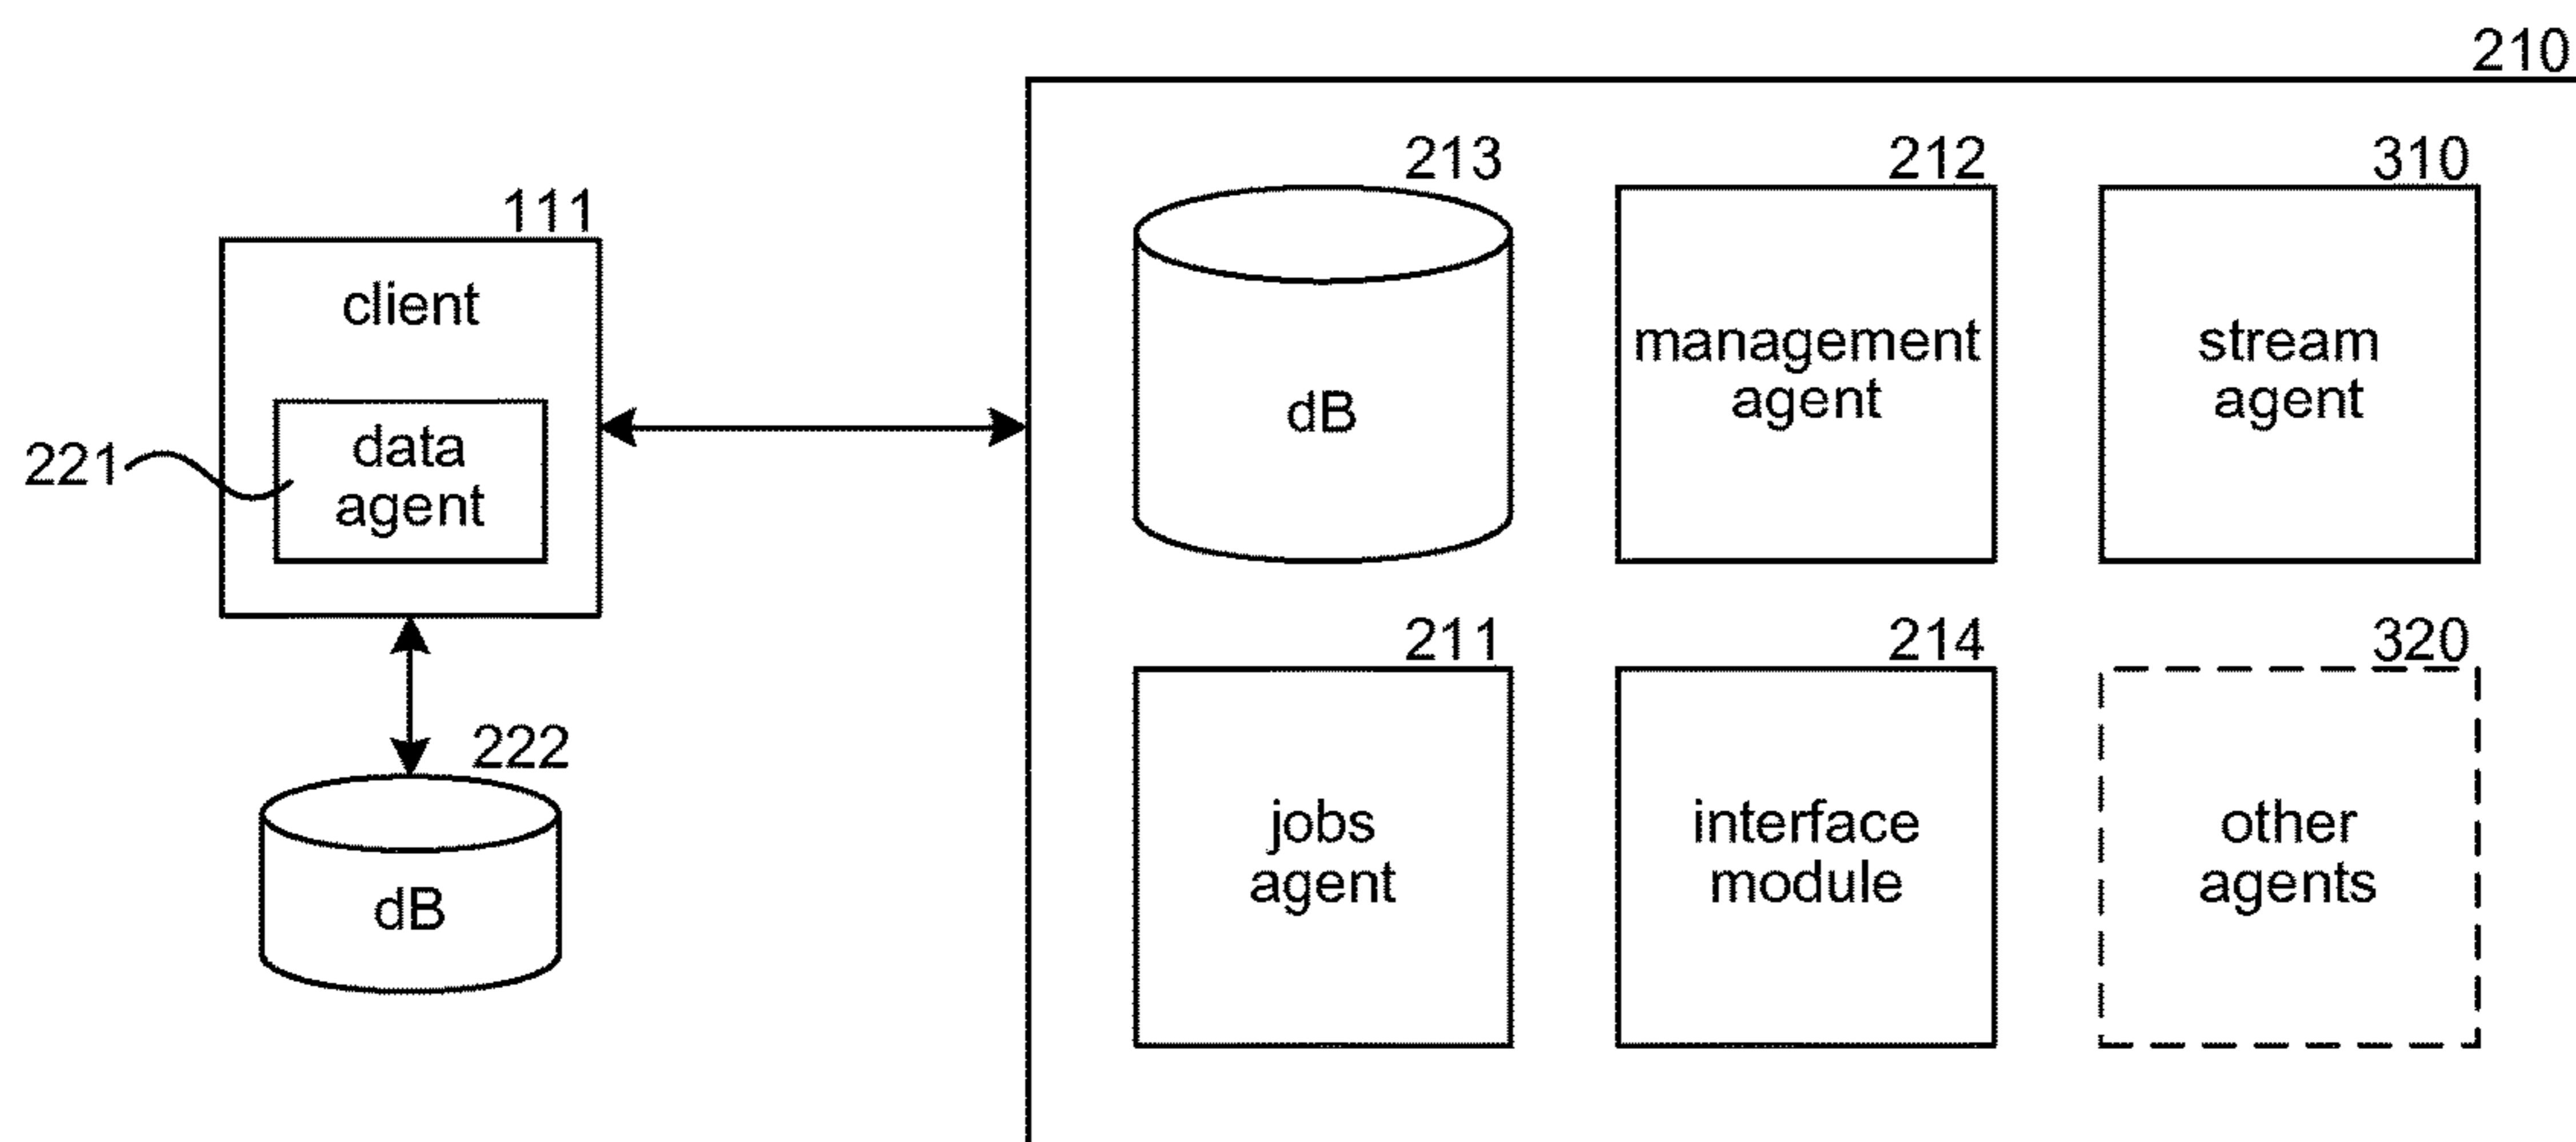 210
111
client
data
agent
221
222
dB
213
dB
212
management
agent
310
stream
agent
211
jobs
agent
214
interface
module
320
other
agents